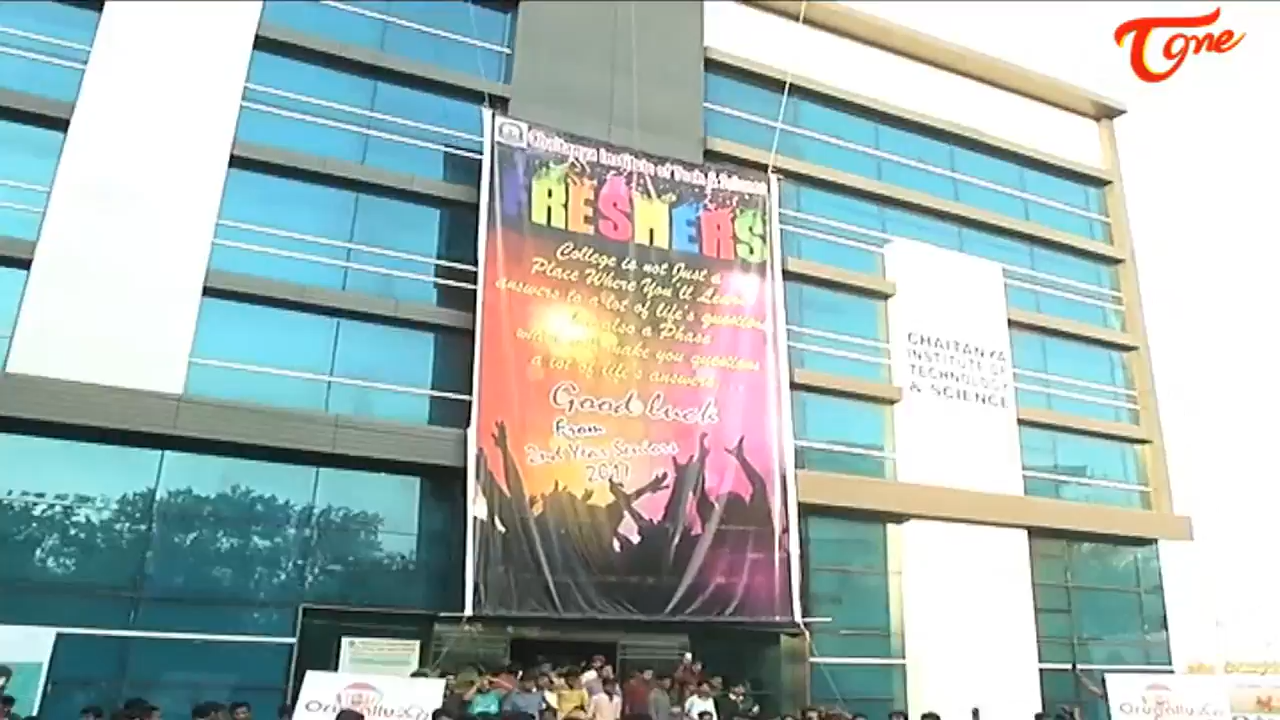 Tone
Chaitanya Institute of Tech & Science
FRESHERS
College is not Just a
Place Where You'll Learn
answers to a lot of life's questions
also a Phase
make you questions
a lot of life's answers
Good luck
From
2nd Year Seniors
2017
CHAITANYA
INSTITUTE OF
TECHNOLOGY
& SCIENCE